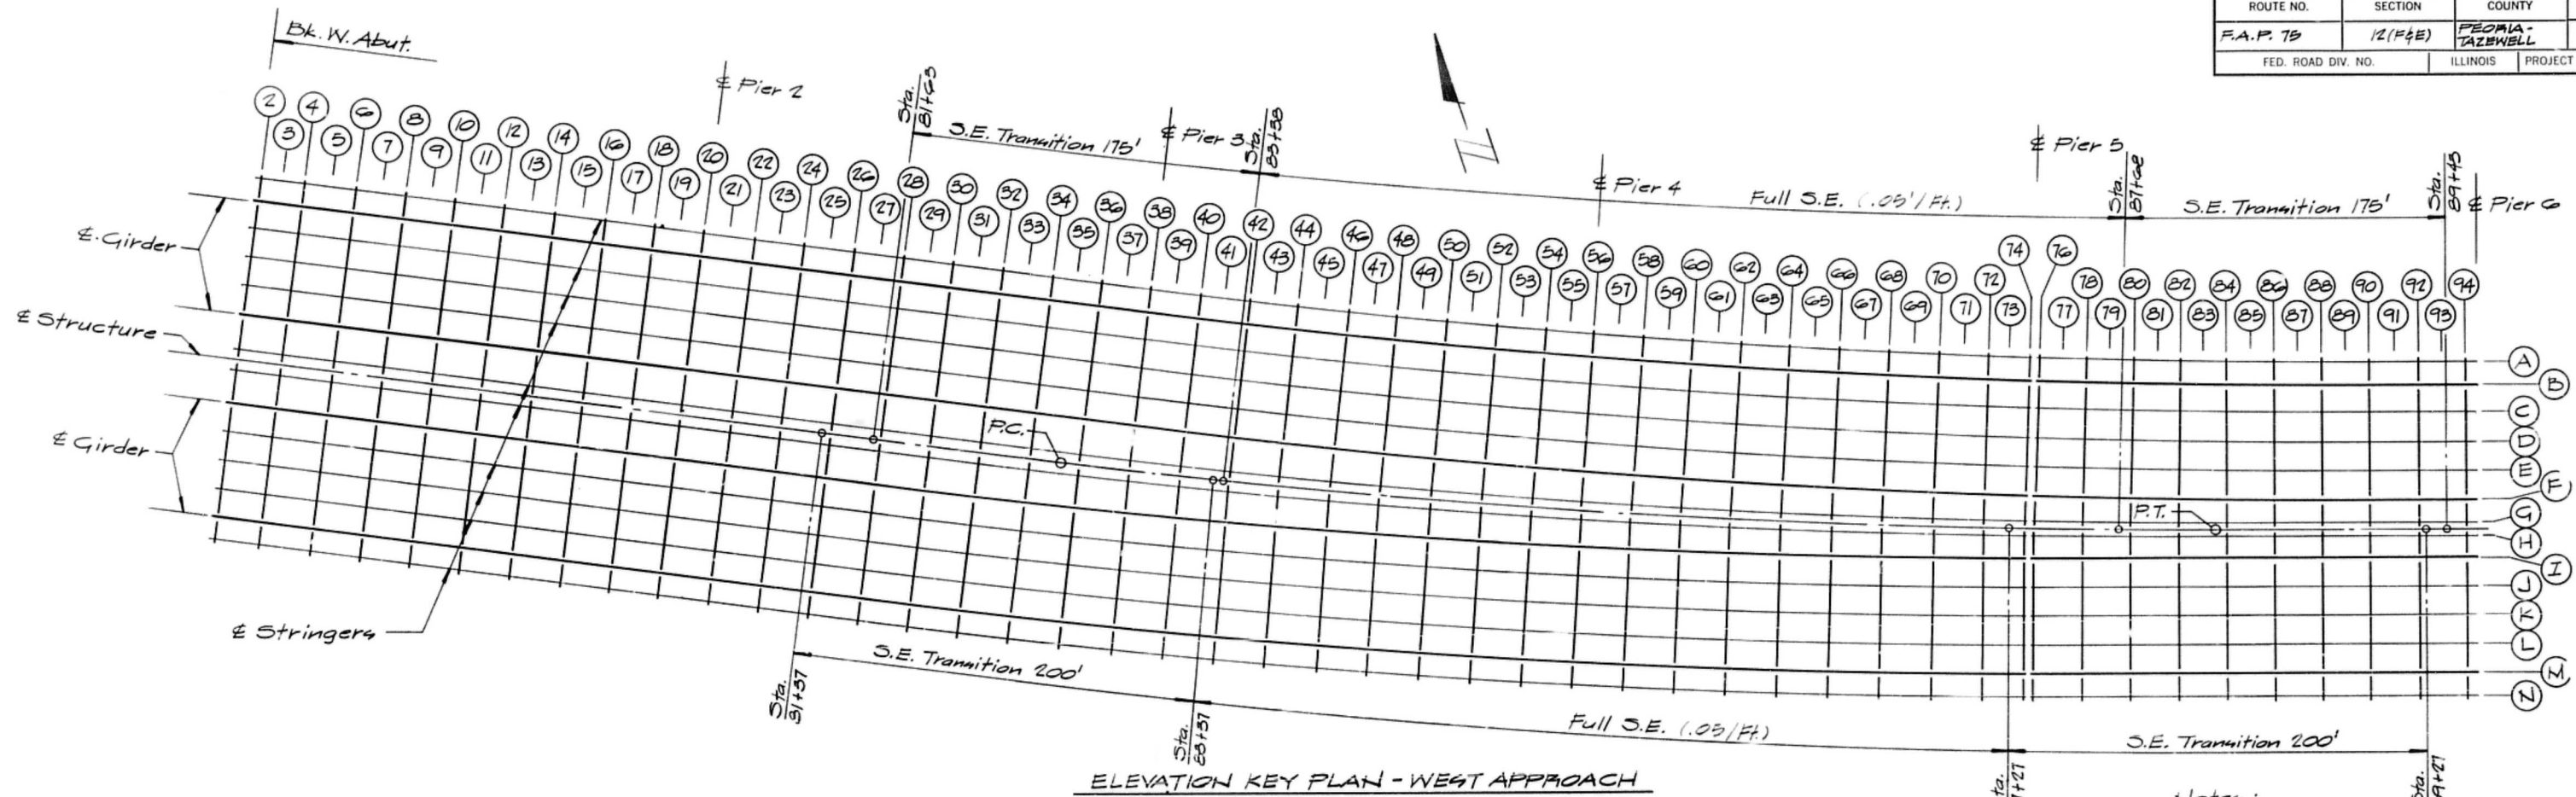 ROUTE NO. SECTION COUNTY
F.A.P. 75 12(F&E) PEORIA-
TAZEWELL
FED. ROAD DIV. NO. ILLINOIS PROJECT
Bk. W. Abut.
℄ Pier 2
Sta.
81+63
S.E. Transition 175'
℄ Pier 3
Sta.
83+38
N
℄ Pier 4
Full S.E. (.05'/Ft.)
℄ Pier 5
Sta.
87+68
S.E. Transition 175'
Sta.
89+43
℄ Pier 6
2 4 6 8 10 12 14 16 18 20 22 24 26 28 30 32 34 36 38 40 42 44 46 48 50 52 54 56 58 60 62 64 66 68 70 72 74 76 78 80 82 84 86 88 90 92 94
3 5 7 9 11 13 15 17 19 21 23 25 27 29 31 33 35 37 39 41 43 45 47 49 51 53 55 57 59 61 63 65 67 69 71 73 77 79 81 83 85 87 89 91 93
℄ Girder
℄ Structure
℄ Girder
℄ Stringers
P.C.
P.T.
A
B
C
D
E
F
G
H
I
J
K
L
M
N
Sta.
81+37
S.E. Transition 200'
Sta.
83+37
Full S.E. (.05/Ft.)
S.E. Transition 200'
ELEVATION KEY PLAN - WEST APPROACH